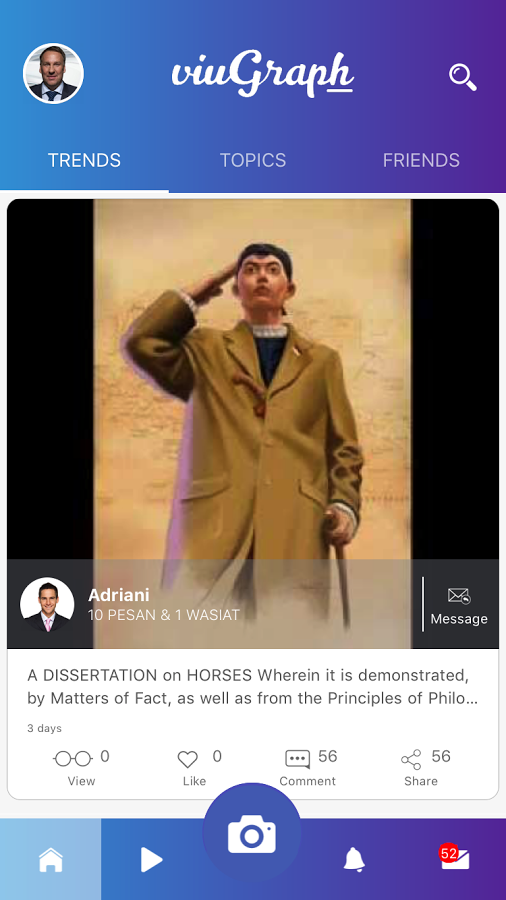 viuGraph
TRENDS TOPICS FRIENDS
Adriani
10 PESAN & 1 WASIAT
Message
A DISSERTATION on HORSES Wherein it is demonstrated,
by Matters of Fact, as well as from the Principles of Philo...
3 days
0 0 56 56
View Like Comment Share
52